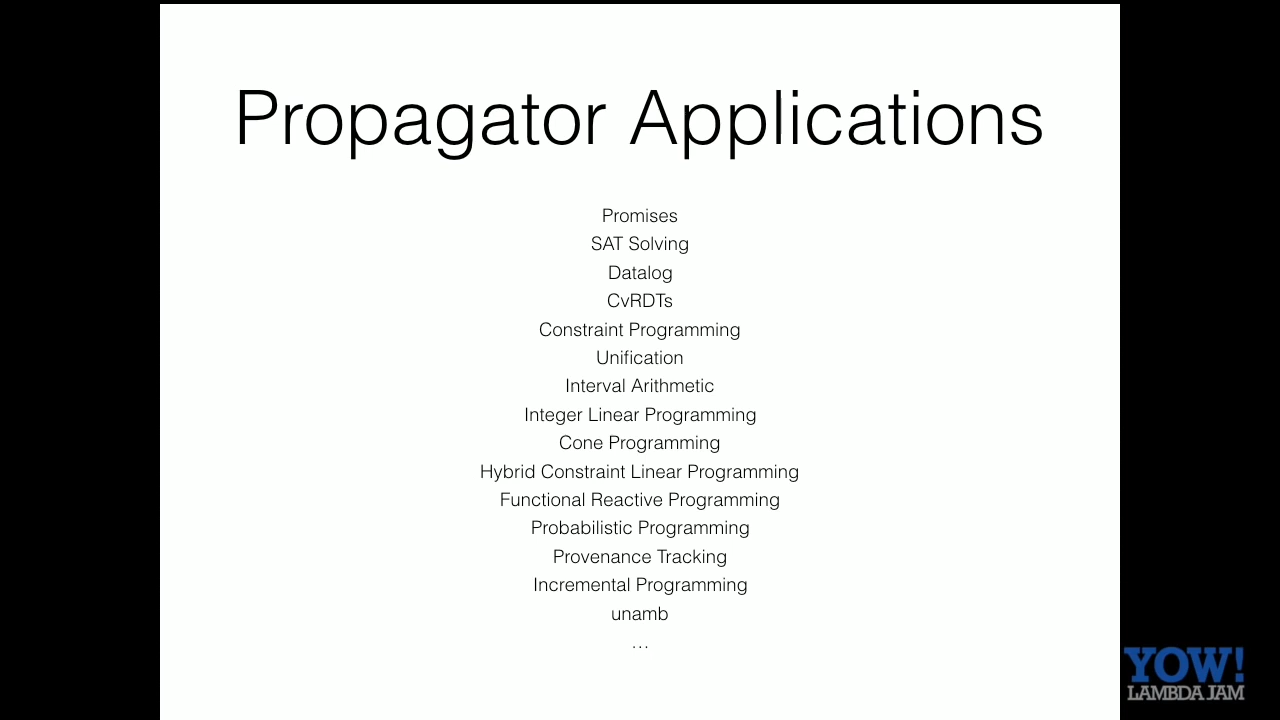 Propagator Applications
Promises
SAT Solving
Datalog
CvRDTs
Constraint Programming
Unification
Interval Arithmetic
Integer Linear Programming
Cone Programming
Hybrid Constraint Linear Programming
Functional Reactive Programming
Probabilistic Programming
Provenance Tracking
Incremental Programming
unamb
…
YOW!
LAMBDA JAM